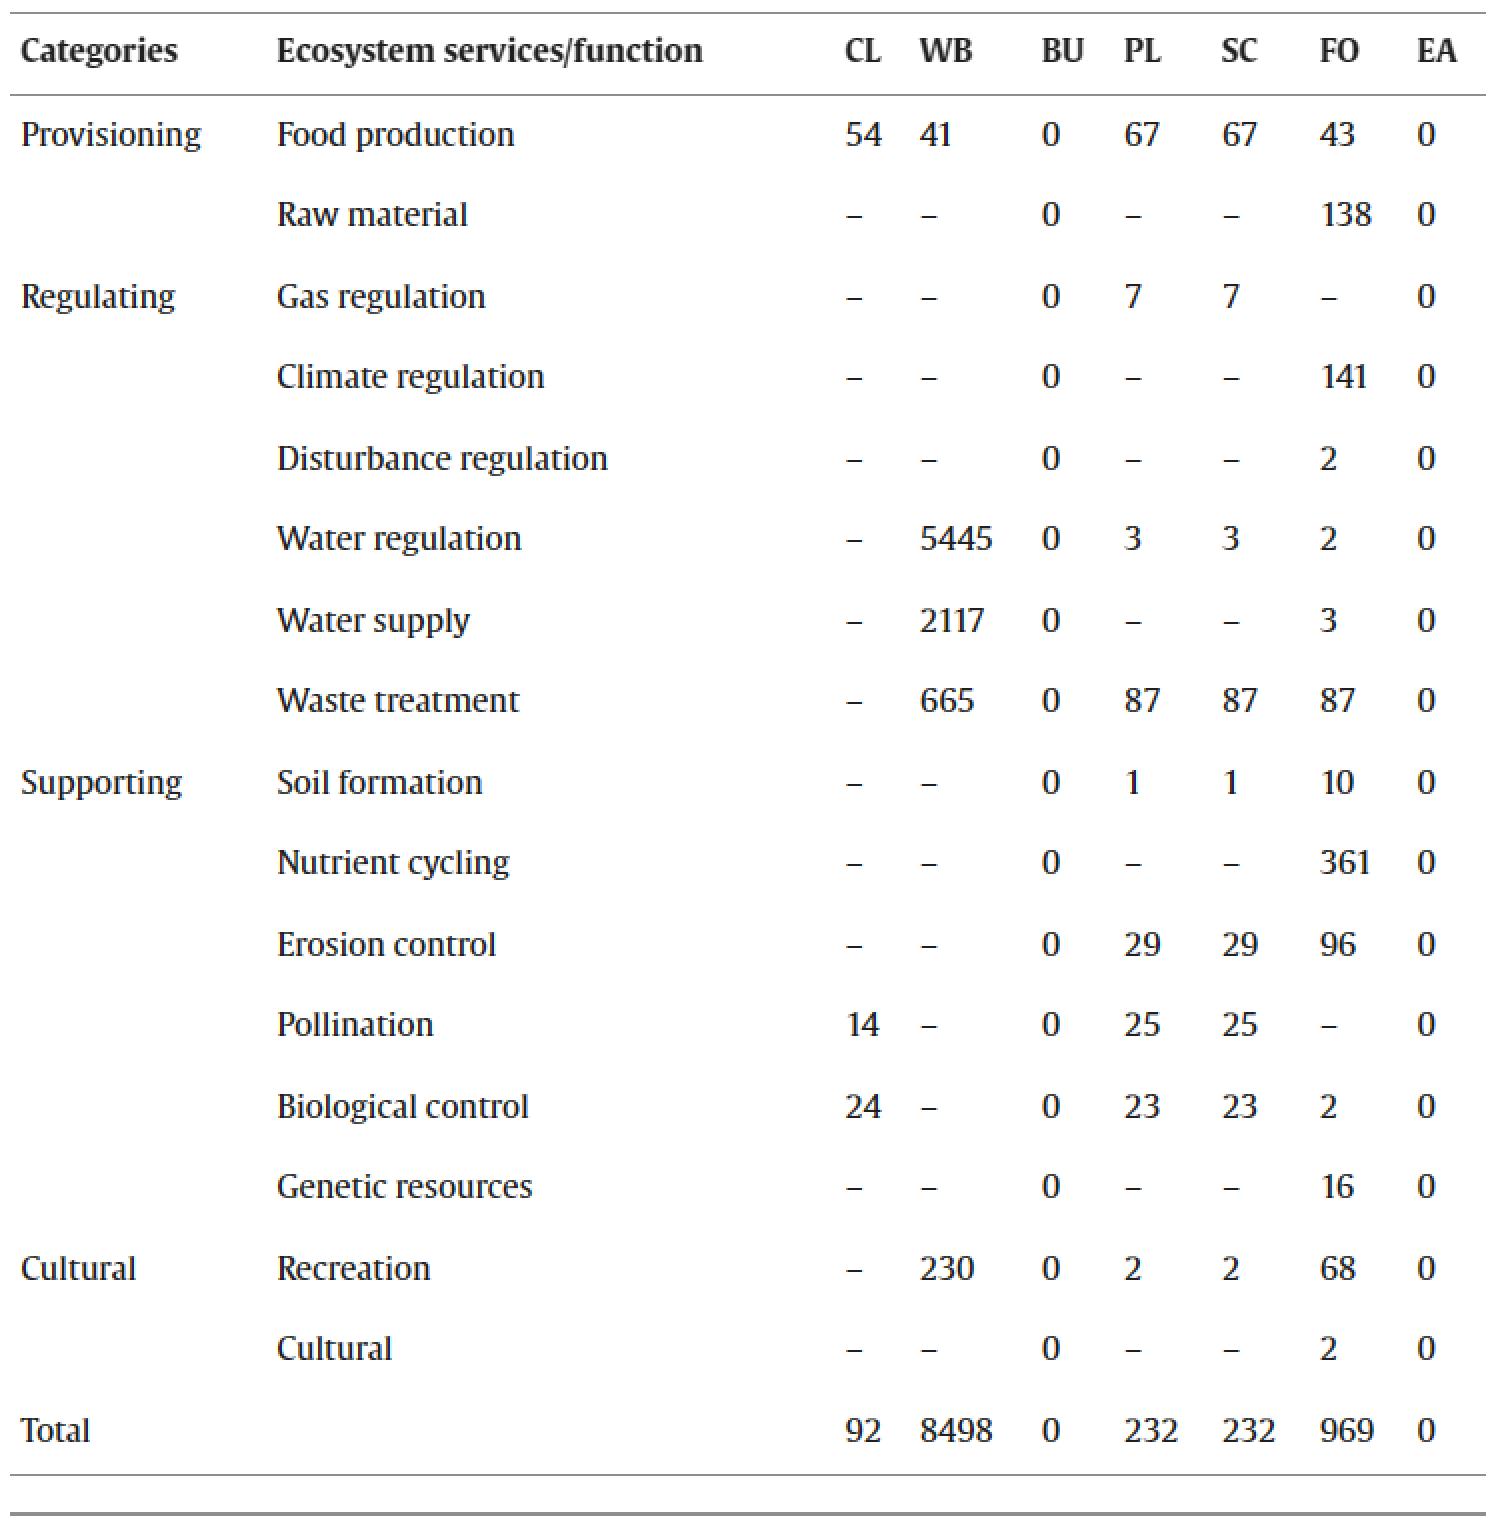 Categories Ecosystem services/function CL WB BU PL SC FO EA
Provisioning Food production 54 41 0 67 67 43 0
Raw material – – 0 – – 138 0
Regulating Gas regulation – – 0 7 7 – 0
Climate regulation – – 0 – – 141 0
Disturbance regulation – – 0 – – 2 0
Water regulation – 5445 0 3 3 2 0
Water supply – 2117 0 – – 3 0
Waste treatment – 665 0 87 87 87 0
Supporting Soil formation – – 0 1 1 10 0
Nutrient cycling – – 0 – – 361 0
Erosion control – – 0 29 29 96 0
Pollination 14 – 0 25 25 – 0
Biological control 24 – 0 23 23 2 0
Genetic resources – – 0 – – 16 0
Cultural Recreation – 230 0 2 2 68 0
Cultural – – 0 – – 2 0
Total 92 8498 0 232 232 969 0